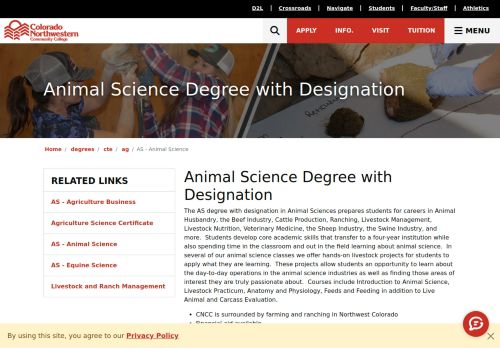 D2L | Crossroads | Navigate | Students | Faculty/Staff | Athletics
Colorado Northwestern Community College
APPLY INFO. VISIT TUITION MENU
Animal Science Degree with Designation
Home / degrees / cte / ag / AS - Animal Science
RELATED LINKS
AS - Agriculture Business
Agriculture Science Certificate
AS - Animal Science
AS - Equine Science
Livestock and Ranch Management
Animal Science Degree with
Designation
The AS degree with designation in Animal Sciences prepares students for careers in Animal
Husbandry, the Beef Industry, Cattle Production, Ranching, Livestock Management,
Livestock Nutrition, Veterinary Medicine, the Sheep Industry, the Swine Industry, and
more. Students develop core academic skills that transfer to a four-year institution while
also spending time in the classroom and out in the field learning about animal science. In
several of our animal science classes we offer hands-on livestock projects for students to
apply what they are learning. These projects allow students an opportunity to learn about
the day-to-day operations in the animal science industries as well as finding those areas of
interest they are truly passionate about. Courses include Introduction to Animal Science,
Livestock Practicum, Anatomy and Physiology, Feeds and Feeding in addition to Live
Animal and Carcass Evaluation.
• CNCC is surrounded by farming and ranching in Northwest Colorado
By using this site, you agree to our Privacy Policy
×